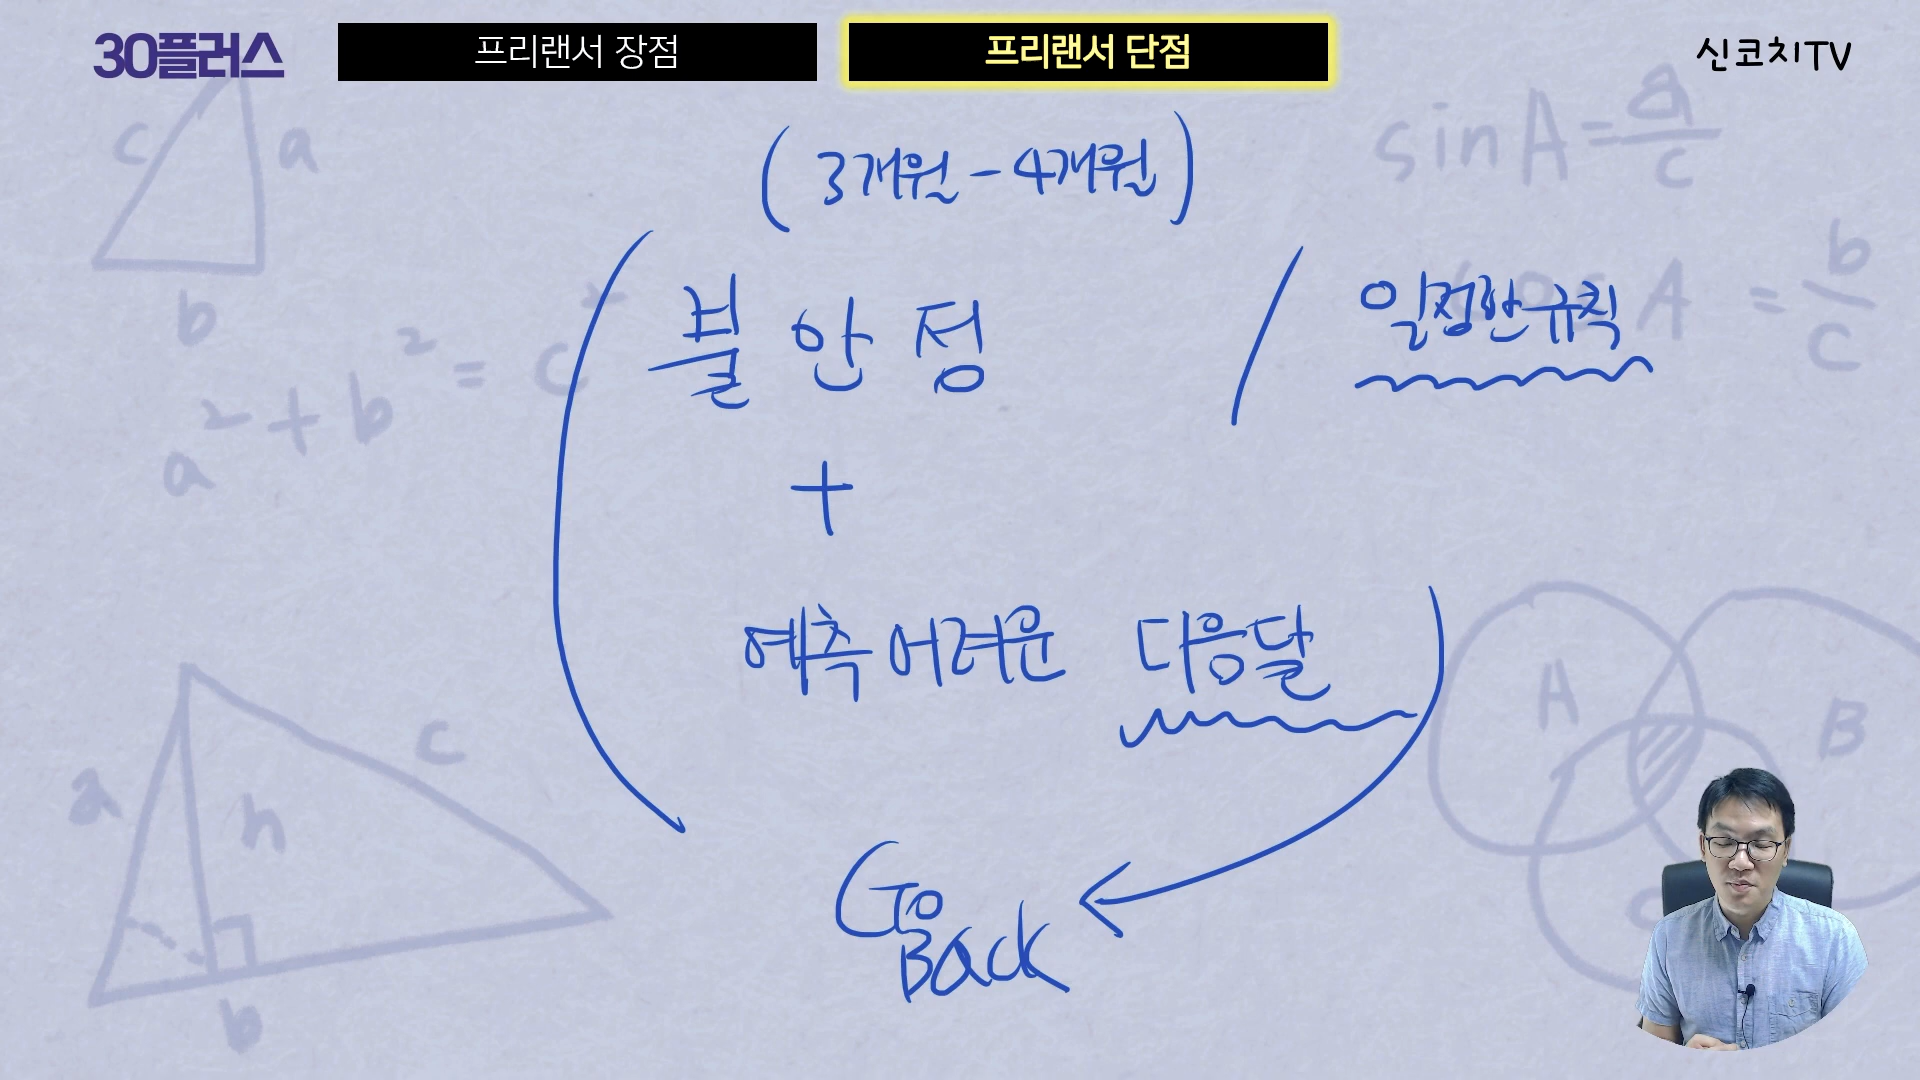 30플러스
프리랜서 장점
프리랜서 단점
신코치TV
(3개월-4개월)
불안정 / 일정한 규칙
+
예측 어려운 다음달
Go
Back
c
a
b
a² + b² = c²
sin A = a/c
cos A = b/c
a
h
c
b
A
B
C